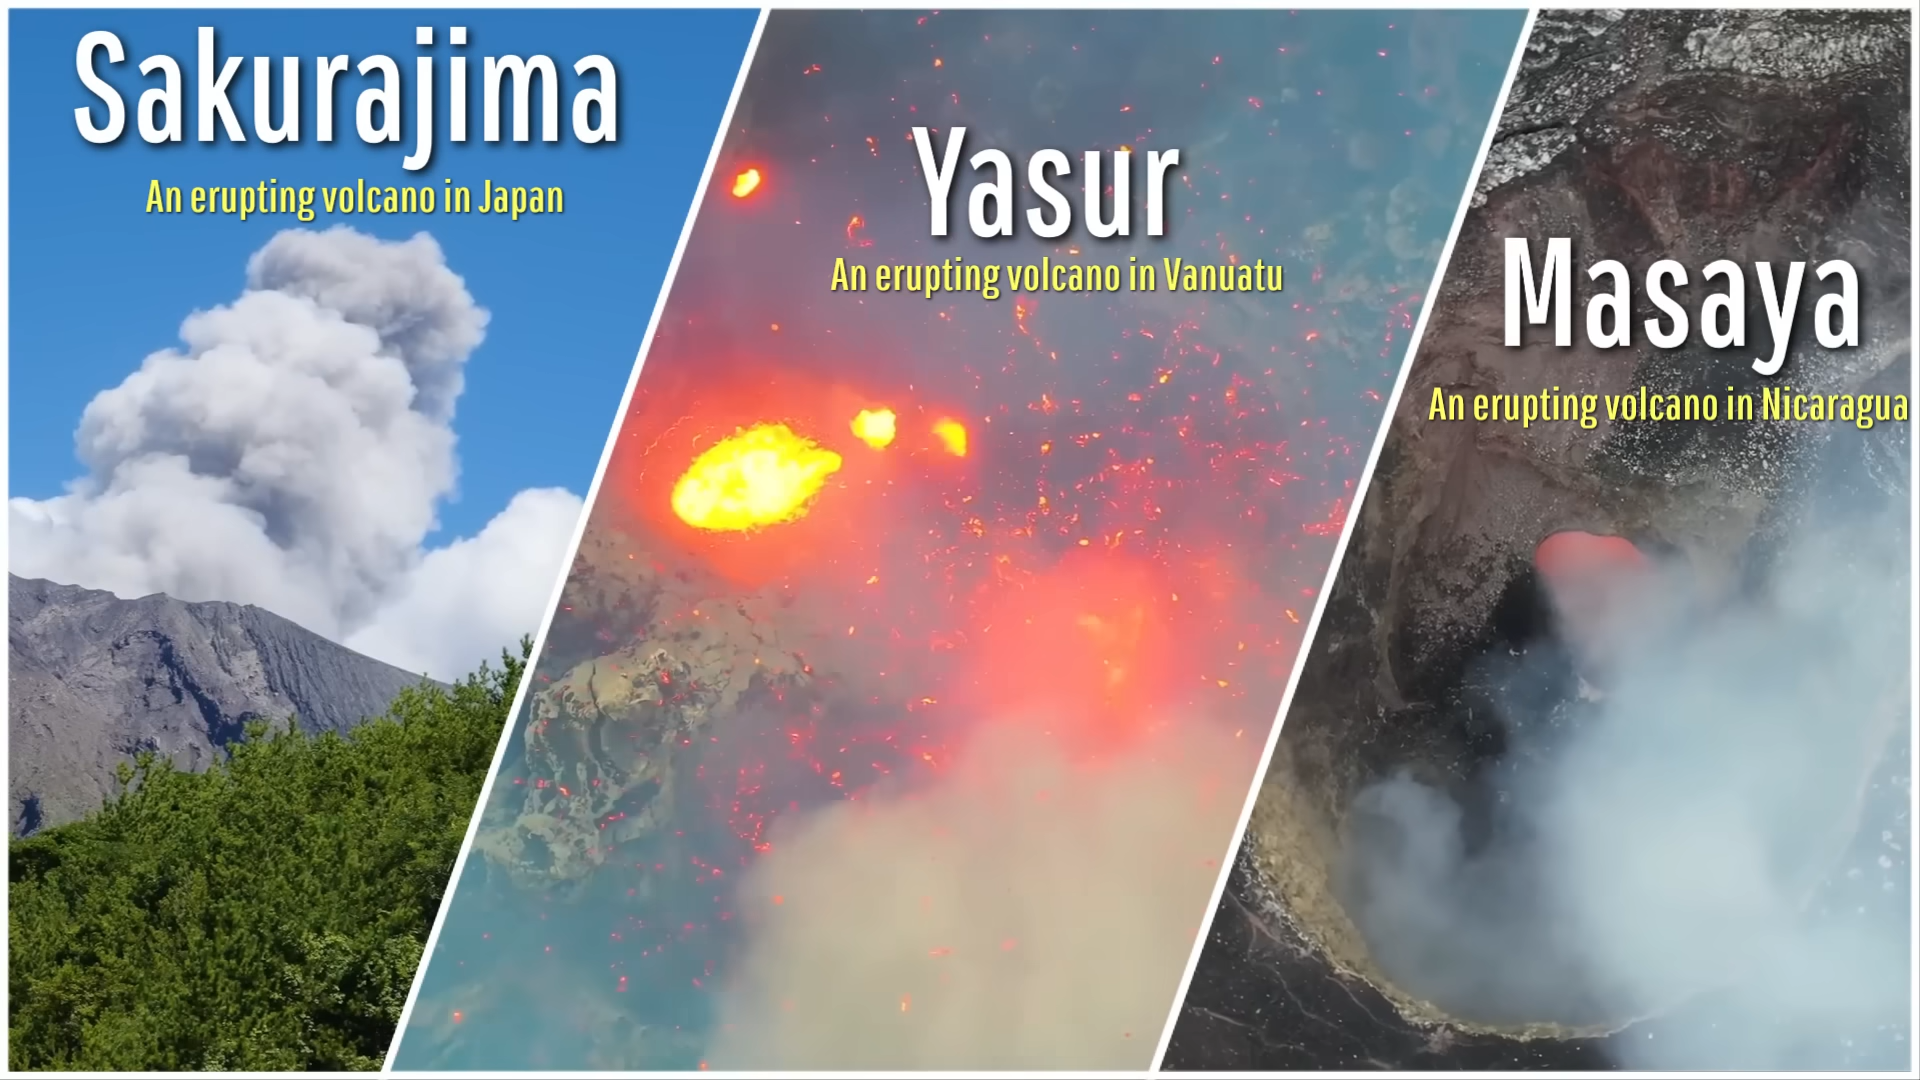 Sakurajima
An erupting volcano in Japan
Yasur
An erupting volcano in Vanuatu
Masaya
An erupting volcano in Nicaragua